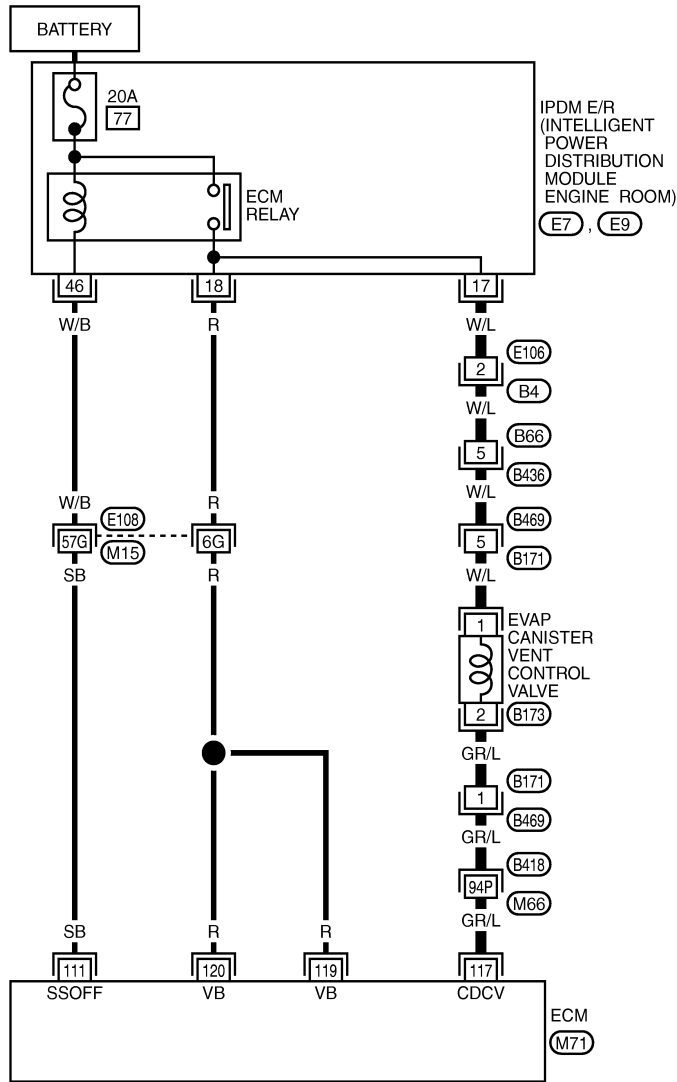 BATTERY
20A
77
IPDM E/R
(INTELLIGENT
POWER
DISTRIBUTION
MODULE
ENGINE ROOM)
E7 , E9
ECM
RELAY
46
18
17
W/B
R
W/L
E106
2
B4
W/L
B66
5
B436
W/L
W/B
R
B469
E108
57G
6G
5
M15
B171
SB
R
W/L
1
EVAP
CANISTER
VENT
CONTROL
VALVE
2
B173
GR/L
B171
1
B469
GR/L
B418
94P
M66
GR/L
SB
R
R
111
120
119
117
SSOFF
VB
VB
CDCV
ECM
M71